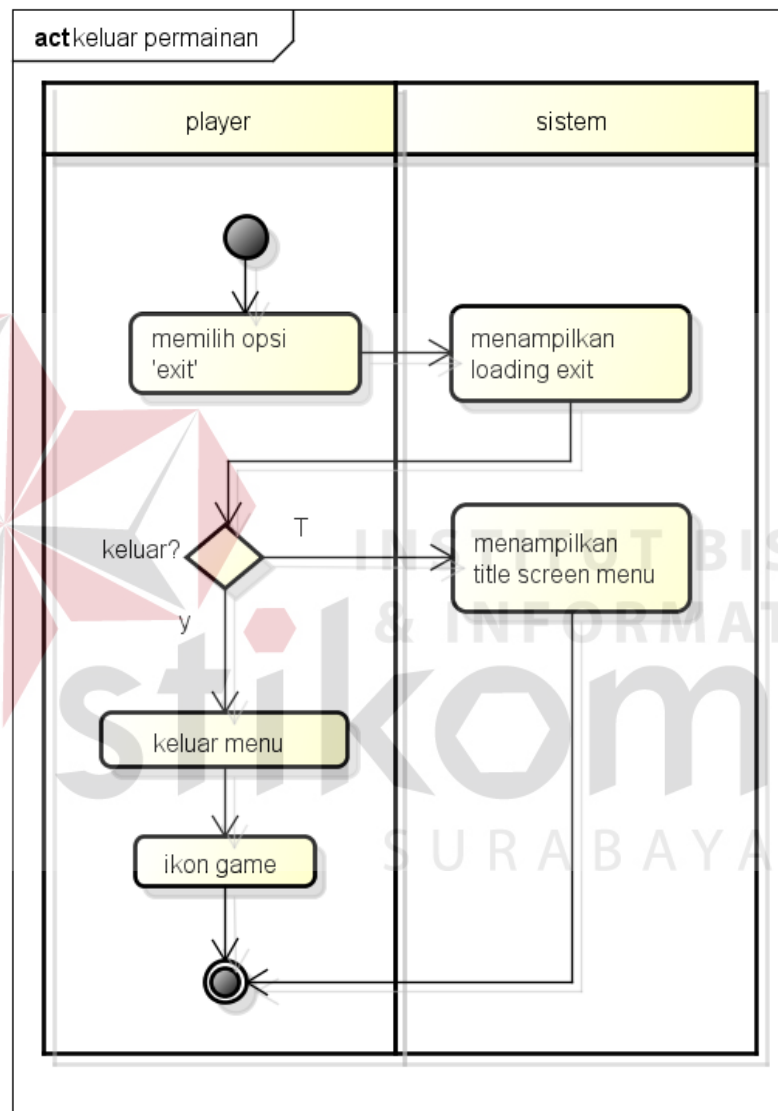 act keluar permainan
player
sistem
memilih opsi
'exit'
menampilkan
loading exit
keluar?
T
menampilkan
title screen menu
y
keluar menu
ikon game
INSTITUT BIS
& INFORMAT
stikom
SURABAYA